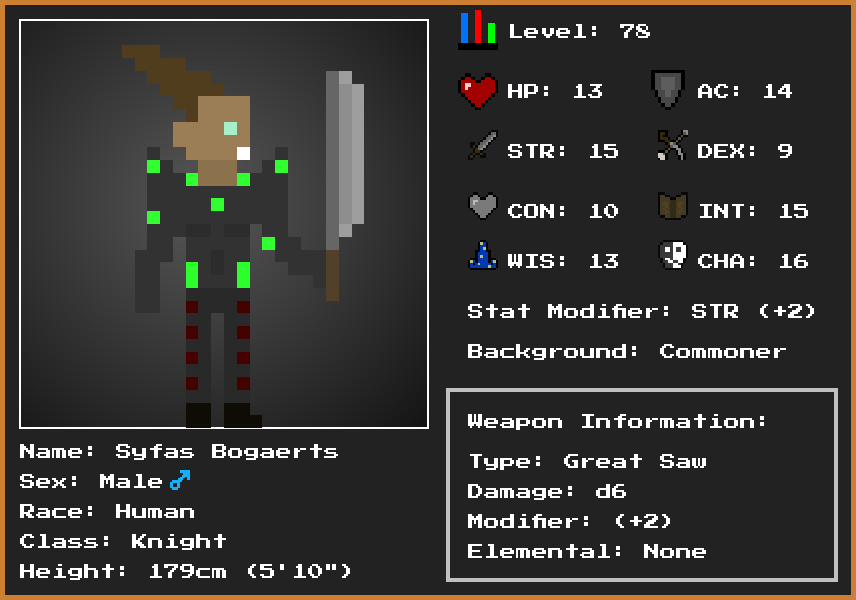 Level: 78
HP: 13 AC: 14
STR: 15 DEX: 9
CON: 10 INT: 15
WIS: 13 CHA: 16
Stat Modifier: STR (+2)
Background: Commoner
Weapon Information:
Type: Great Saw
Damage: d6
Modifier: (+2)
Elemental: None
Name: Syfas Bogaerts
Sex: Male ♂
Race: Human
Class: Knight
Height: 179cm (5'10")